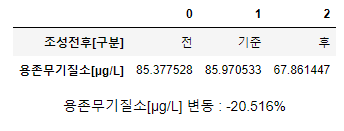 0 1 2
조성전후[구분] 전 기준 후
용존무기질소[μg/L] 85.377528 85.970533 67.861447
용존무기질소[μg/L] 변동 : -20.516%